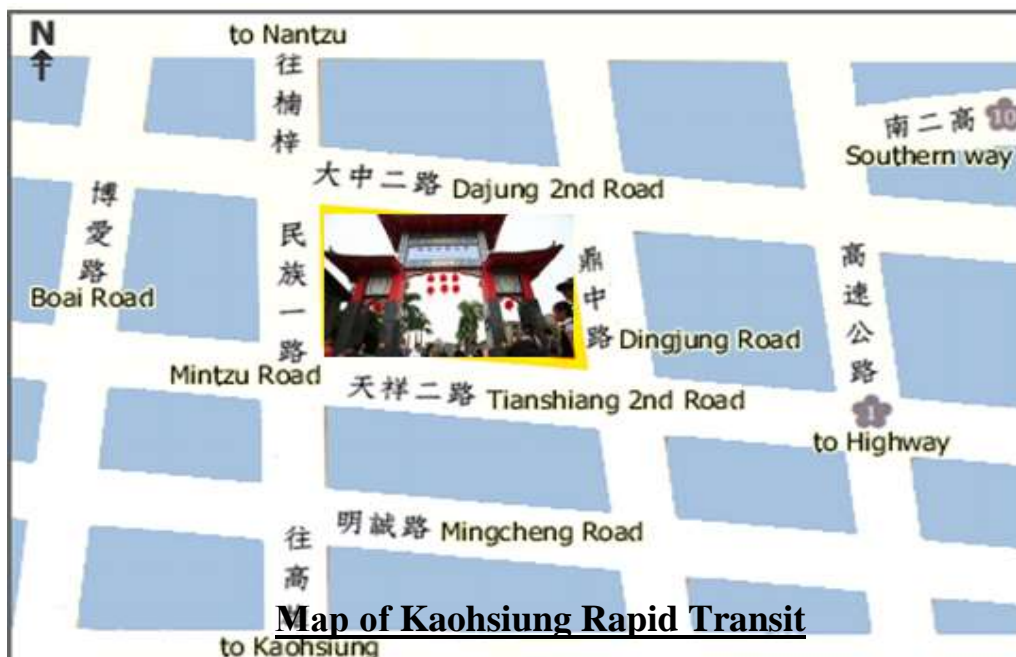 N
to Nantzu
往楠梓
南二高 10
Southern way
大中二路 Dajung 2nd Road
博愛路
Boai Road
民族一路
Mintzu Road
鼎中路
Dingjung Road
高速公路
1
to Highway
天祥二路 Tianshiang 2nd Road
明誠路 Mingcheng Road
往高
Map of Kaohsiung Rapid Transit
to Kaohsiung